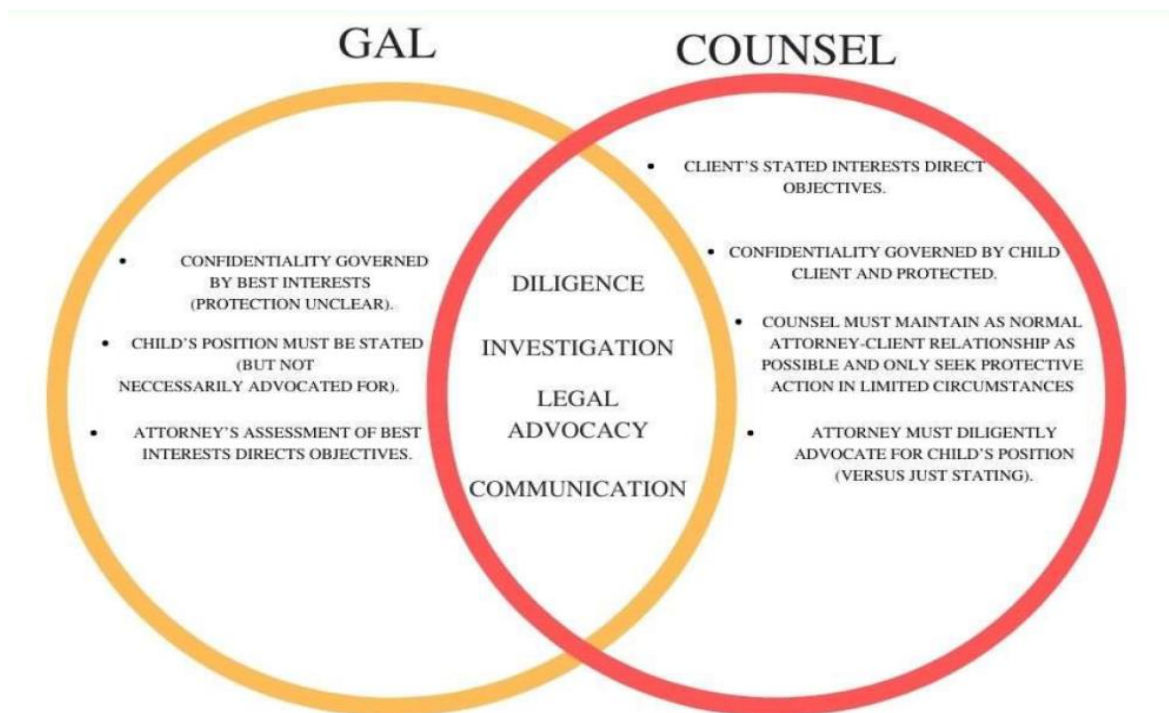 GAL
COUNSEL
• CONFIDENTIALITY GOVERNED
BY BEST INTERESTS
(PROTECTION UNCLEAR).
• CHILD'S POSITION MUST BE STATED
(BUT NOT
NECCESSARILY ADVOCATED FOR).
• ATTORNEY'S ASSESSMENT OF BEST
INTERESTS DIRECTS OBJECTIVES.
DILIGENCE
INVESTIGATION
LEGAL
ADVOCACY
COMMUNICATION
• CLIENT'S STATED INTERESTS DIRECT
OBJECTIVES.
• CONFIDENTIALITY GOVERNED BY CHILD
CLIENT AND PROTECTED.
• COUNSEL MUST MAINTAIN AS NORMAL
ATTORNEY-CLIENT RELATIONSHIP AS
POSSIBLE AND ONLY SEEK PROTECTIVE
ACTION IN LIMITED CIRCUMSTANCES
• ATTORNEY MUST DILIGENTLY
ADVOCATE FOR CHILD'S POSITION
(VERSUS JUST STATING).